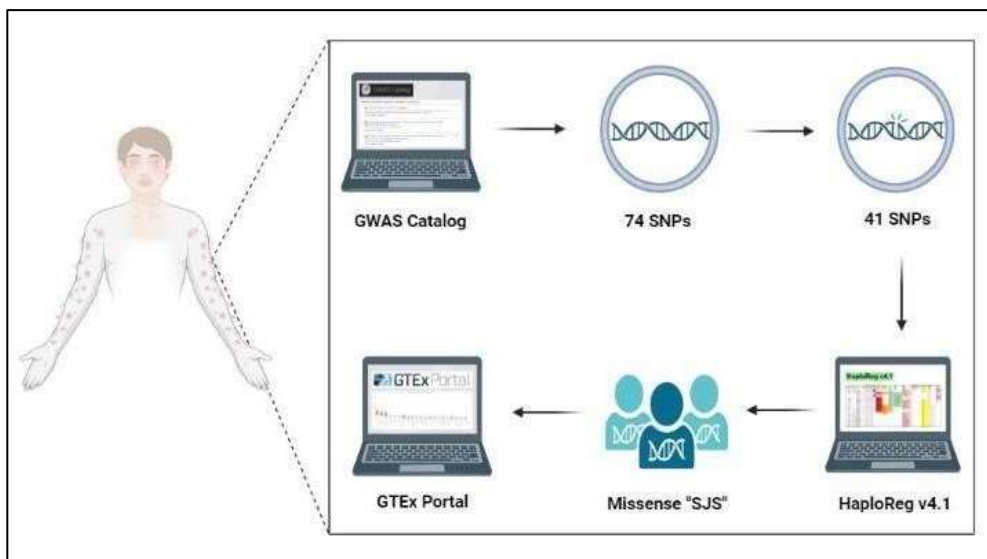 GWAS Catalog
74 SNPs
41 SNPs
GTEx Portal
HaploReg v4.1
GTEx Portal
Missense "SJS"
HaploReg v4.1